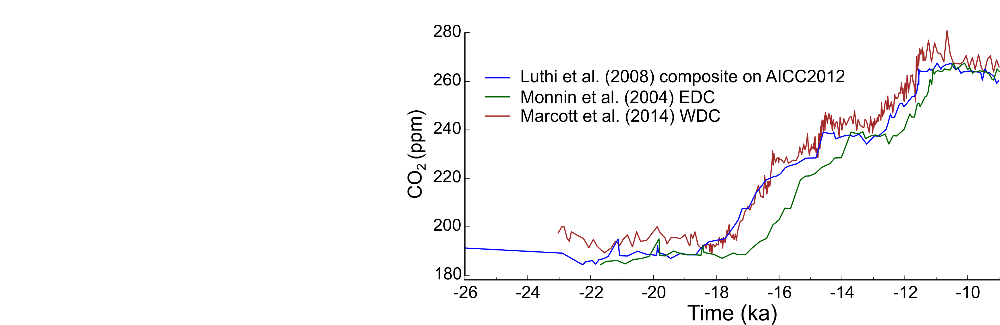 280
260
240
220
200
180
CO₂ (ppm)
Luthi et al. (2008) composite on AICC2012
Monnin et al. (2004) EDC
Marcott et al. (2014) WDC
-26 -24 -22 -20 -18 -16 -14 -12 -10
Time (ka)